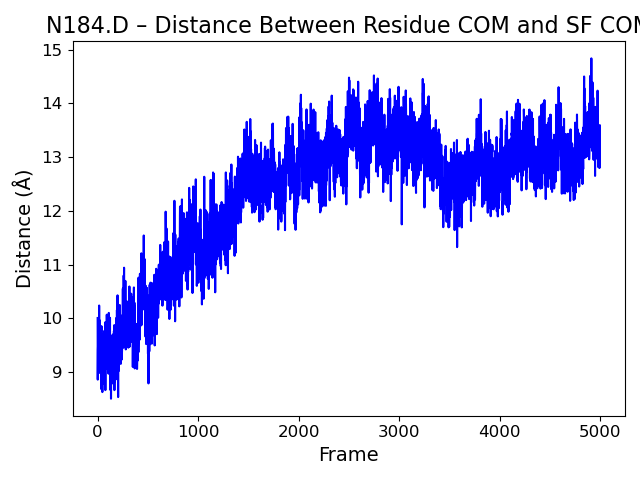 N184.D – Distance Between Residue COM and SF COM
15
14
13
12
11
10
9
Distance (Å)
0 1000 2000 3000 4000 5000
Frame